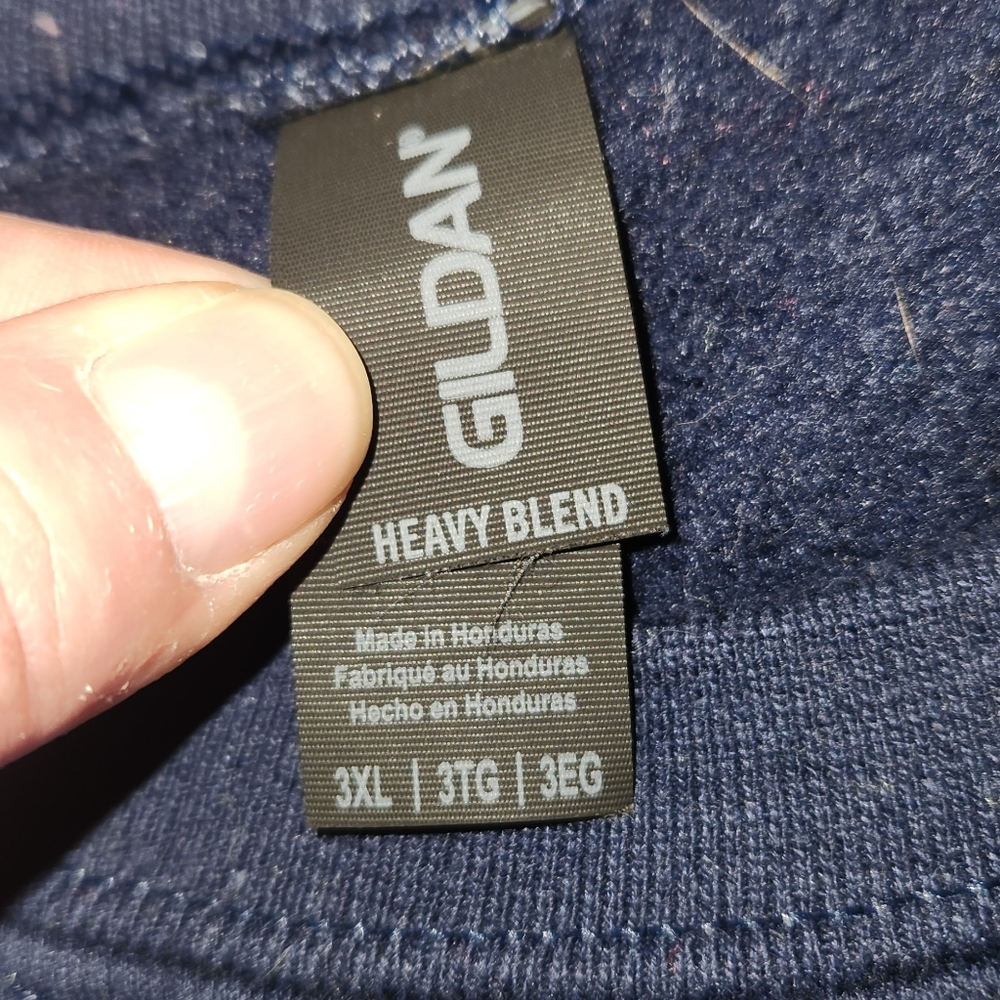 GILDAN®
HEAVY BLEND
Made in Honduras
Fabriqué au Honduras
Hecho en Honduras
3XL | 3TG | 3EG